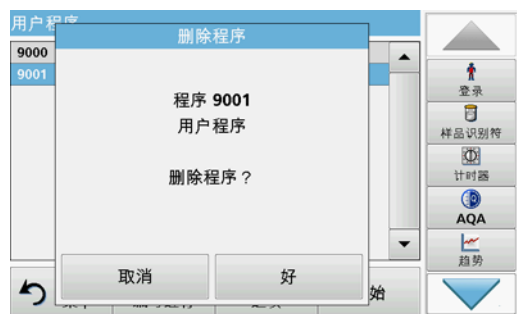 用户程序
删除程序
9000
9001
程序 9001
用户程序
删除程序？
取消
好
始
登录
样品识别符
计时器
AQA
趋势